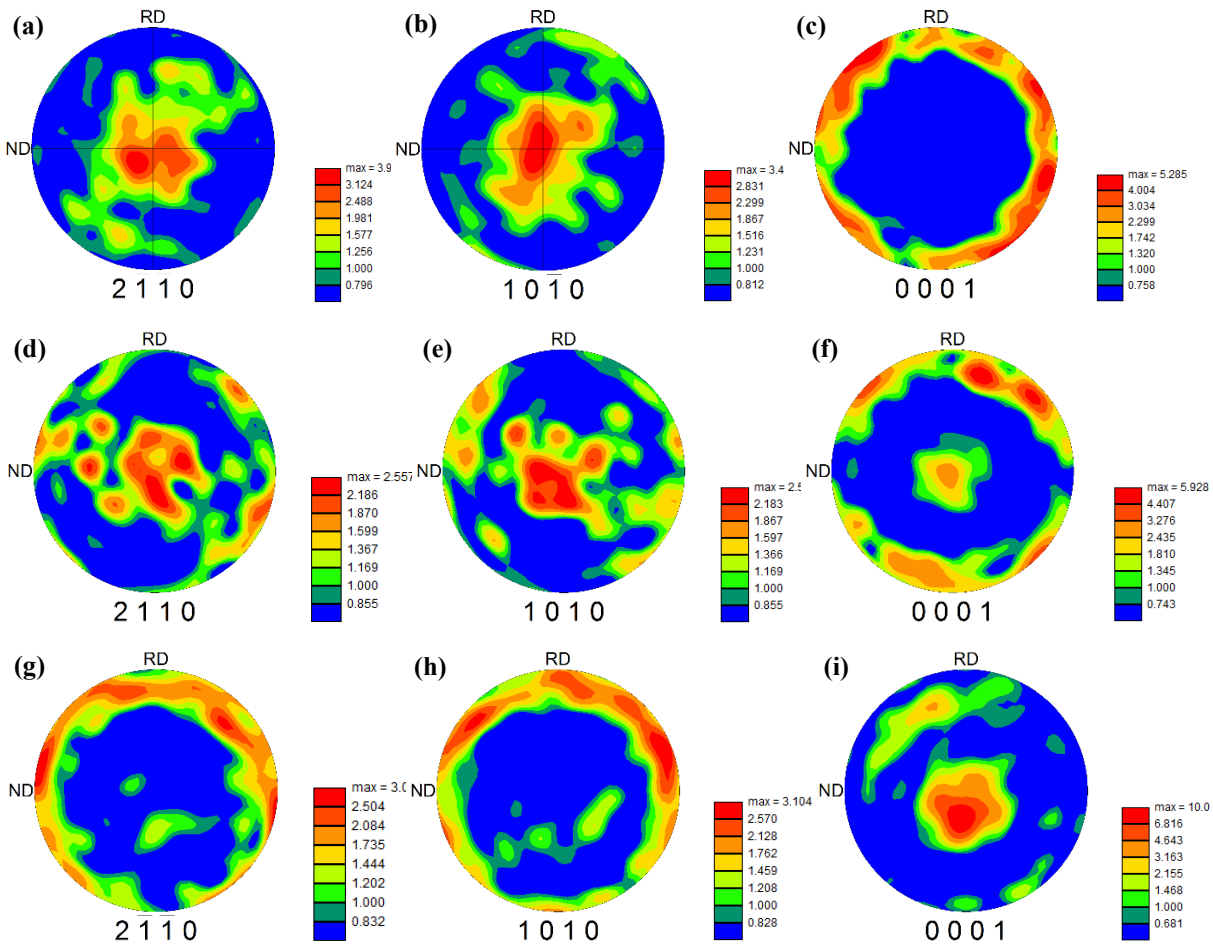 (a)
RD
ND
max = 3.9
3.124
2.488
1.981
1.577
1.256
1.000
0.796
2 1 1 0
(b)
RD
ND
max = 3.4
2.831
2.299
1.867
1.516
1.231
1.000
0.812
1 0 1̅ 0
(c)
RD
ND
max = 5.285
4.004
3.034
2.299
1.742
1.320
1.000
0.758
0 0 0 1
(d)
RD
ND
max = 2.557
2.186
1.870
1.599
1.367
1.169
1.000
0.855
2 1 1 0
(e)
RD
ND
max = 2.5
2.183
1.867
1.597
1.366
1.169
1.000
0.855
1 0 1 0
(f)
RD
ND
max = 5.928
4.407
3.276
2.435
1.810
1.345
1.000
0.743
0 0 0 1
(g)
RD
ND
max = 3.0
2.504
2.084
1.735
1.444
1.202
1.000
0.832
2 1̅ 1̅ 0
(h)
RD
ND
max = 3.104
2.570
2.128
1.762
1.459
1.208
1.000
0.828
1 0 1 0
(i)
RD
ND
max = 10.0
6.816
4.643
3.163
2.155
1.468
1.000
0.681
0 0 0 1